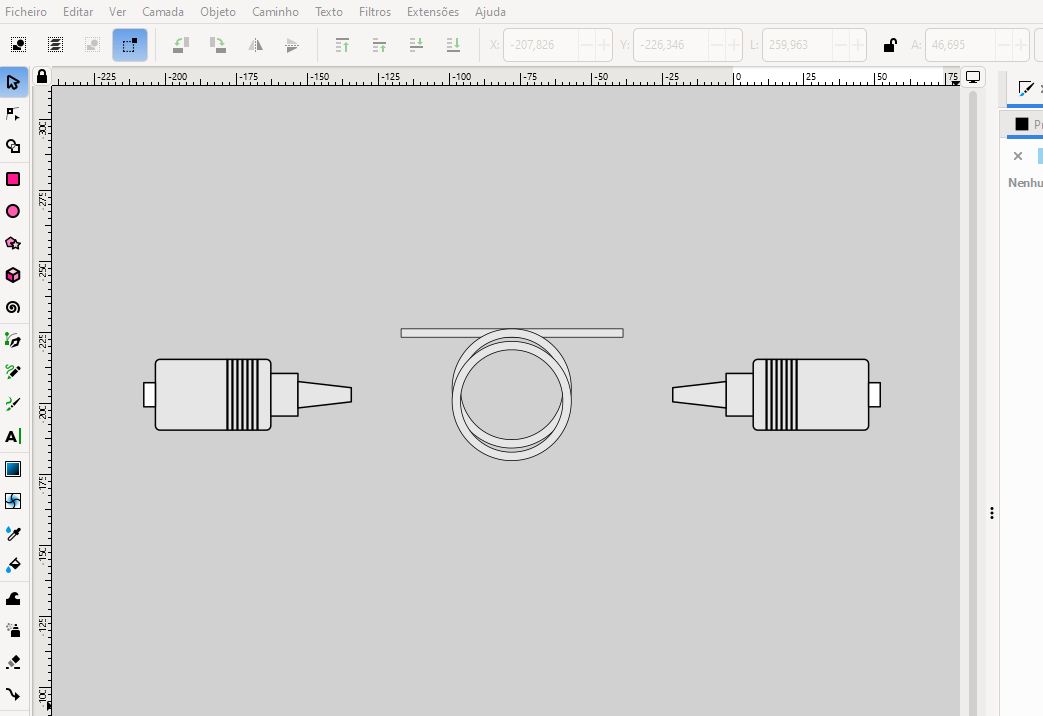 Ficheiro Editar Ver Camada Objeto Caminho Texto Filtros Extensões Ajuda
X: -207,826 Y: -226,346 L: 259,963 A: 46,695
-225 -200 -175 -150 -125 -100 -75 -50 -25 0 25 50 75
Nenhu
-300
-275
-250
-225
-200
-175
-150
-125
-100